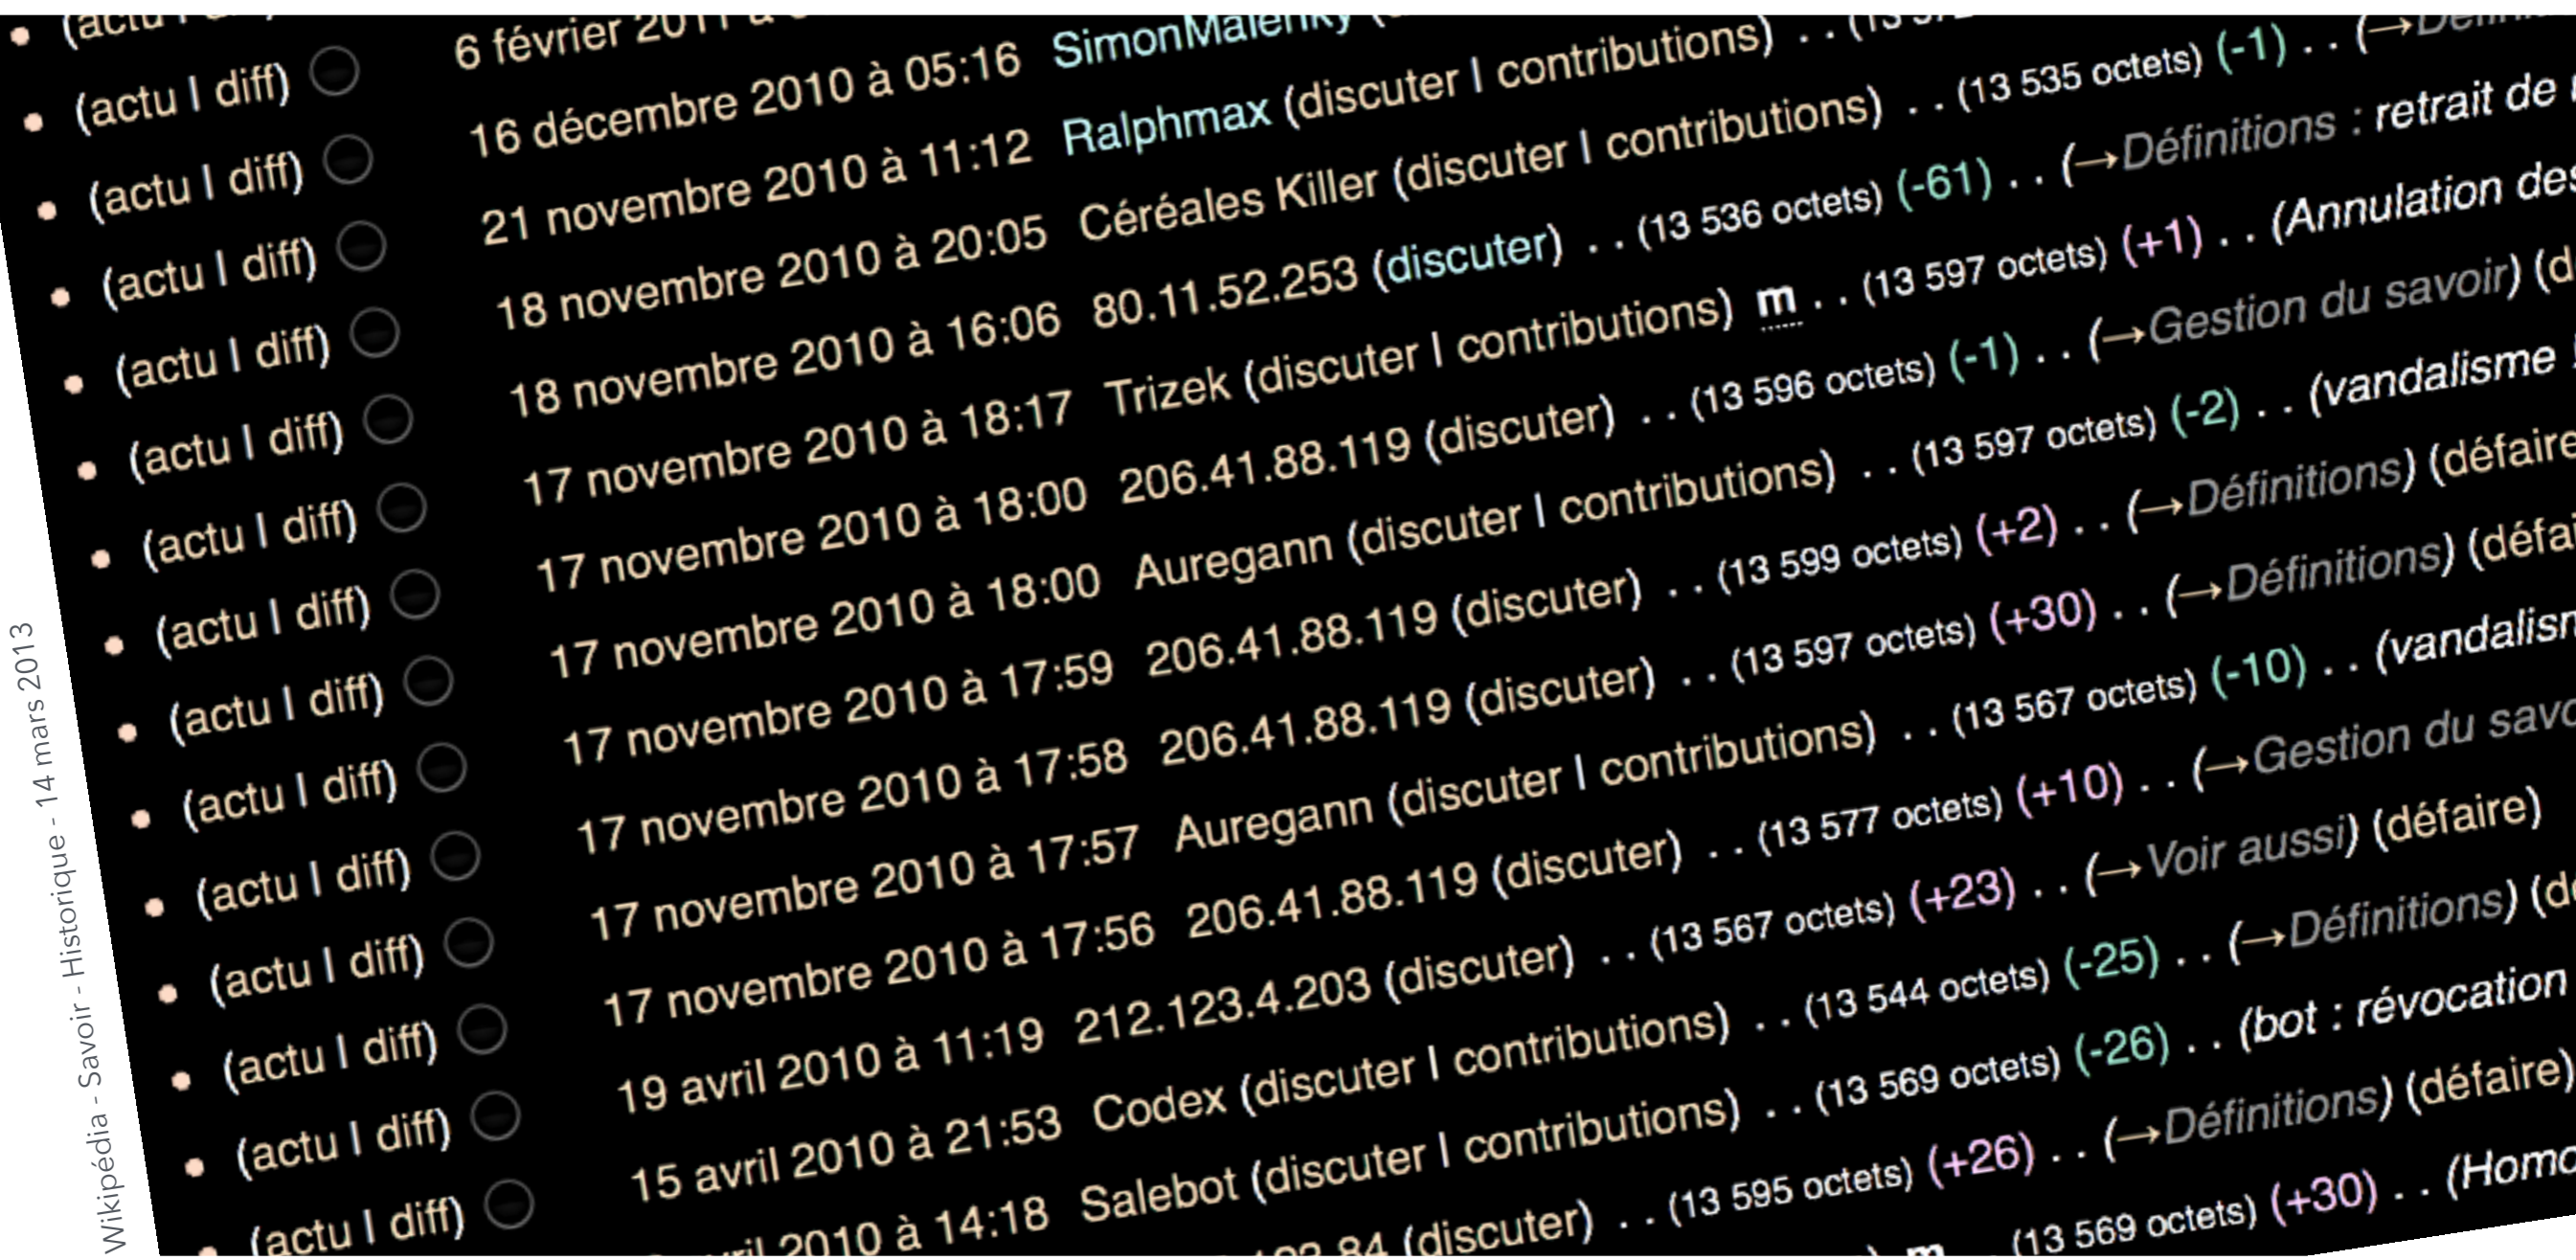 (actu
(actu | diff) 6 février 2011 à
(actu | diff) 16 décembre 2010 à 05:16 SimonMalenky (
(actu | diff) 21 novembre 2010 à 11:12 Ralphmax (discuter | contributions) . . (13
(actu | diff) 18 novembre 2010 à 20:05 Céréales Killer (discuter | contributions) . . (13 535 octets) (-1) . . (→Défin
(actu | diff) 18 novembre 2010 à 16:06 80.11.52.253 (discuter) . . (13 536 octets) (-61) . . (→Définitions : retrait de
(actu | diff) 17 novembre 2010 à 18:17 Trizek (discuter | contributions) m . . (13 597 octets) (+1) . . (Annulation des
(actu | diff) 17 novembre 2010 à 18:00 206.41.88.119 (discuter) . . (13 596 octets) (-1) . . (→Gestion du savoir) (d
(actu | diff) 17 novembre 2010 à 18:00 Auregann (discuter | contributions) . . (13 597 octets) (-2) . . (vandalisme
(actu | diff) 17 novembre 2010 à 17:59 206.41.88.119 (discuter) . . (13 599 octets) (+2) . . (→Définitions) (défaire
(actu | diff) 17 novembre 2010 à 17:58 206.41.88.119 (discuter) . . (13 597 octets) (+30) . . (→Définitions) (défai
(actu | diff) 17 novembre 2010 à 17:57 Auregann (discuter | contributions) . . (13 567 octets) (-10) . . (vandalism
(actu | diff) 17 novembre 2010 à 17:56 206.41.88.119 (discuter) . . (13 577 octets) (+10) . . (→Gestion du savo
(actu | diff) 19 avril 2010 à 11:19 212.123.4.203 (discuter) . . (13 567 octets) (+23) . . (→Voir aussi) (défaire)
(actu | diff) 15 avril 2010 à 21:53 Codex (discuter | contributions) . . (13 544 octets) (-25) . . (→Définitions) (dé
avril 2010 à 14:18 Salebot (discuter | contributions) . . (13 569 octets) (-26) . . (bot : révocation
84 (discuter) . . (13 595 octets) (+26) . . (→Définitions) (défaire)
) m . . (13 569 octets) (+30) . . (Homo
Wikipédia - Savoir - Historique - 14 mars 2013